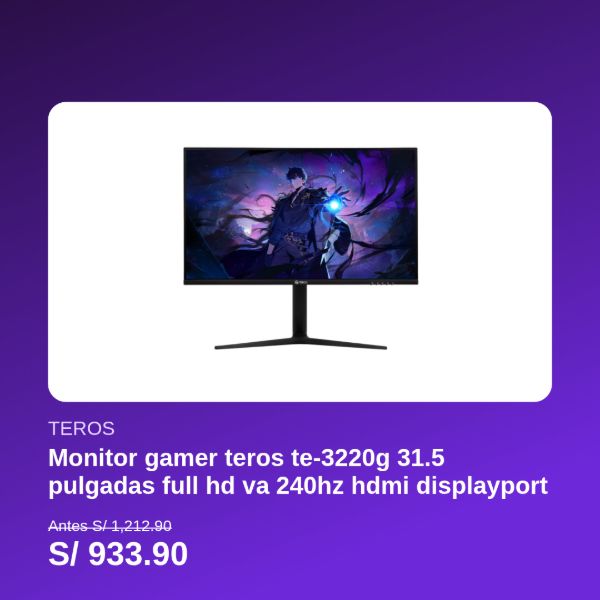 TEROS
Monitor gamer teros te-3220g 31.5
pulgadas full hd va 240hz hdmi displayport
Antes S/ 1,212.90
S/ 933.90